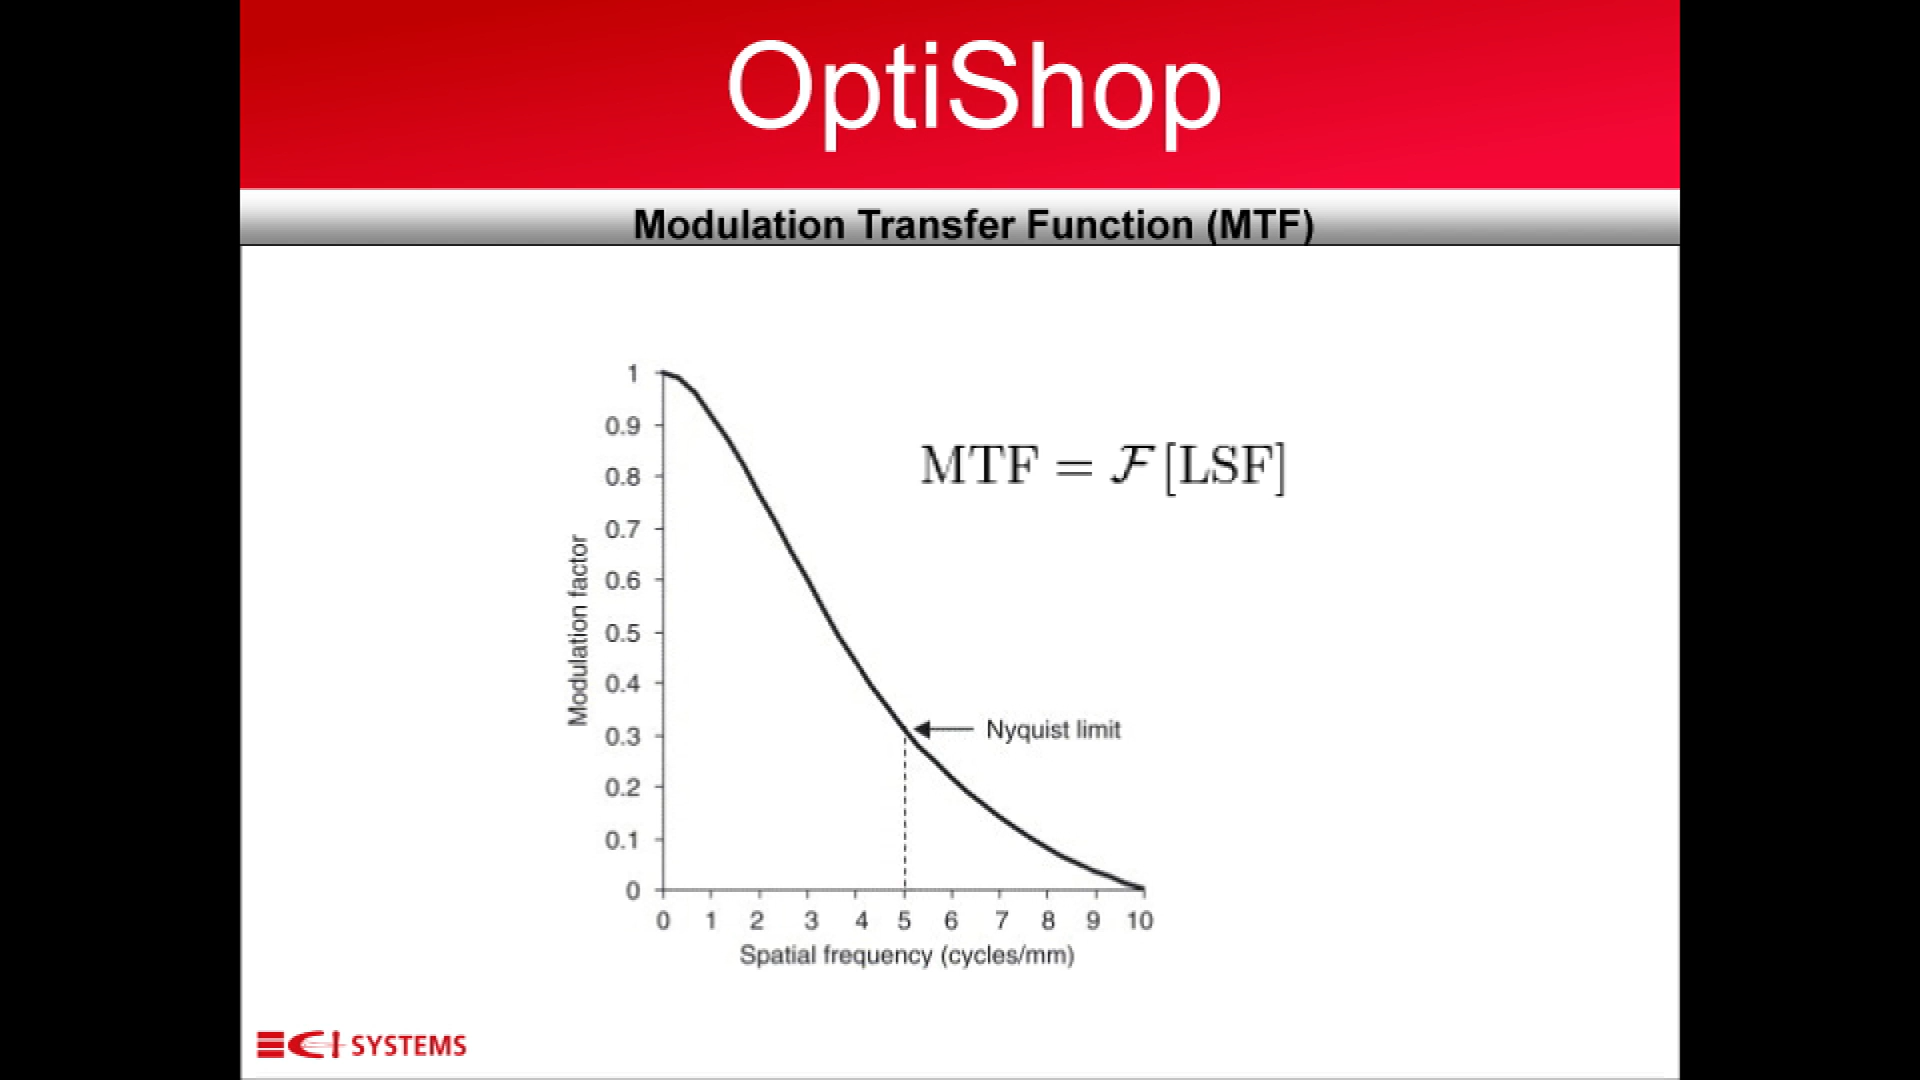 OptiShop
Modulation Transfer Function (MTF)
MTF = ℱ[LSF]
Modulation factor
1
0.9
0.8
0.7
0.6
0.5
0.4
0.3
0.2
0.1
0
Nyquist limit
0 1 2 3 4 5 6 7 8 9 10
Spatial frequency (cycles/mm)
CI SYSTEMS